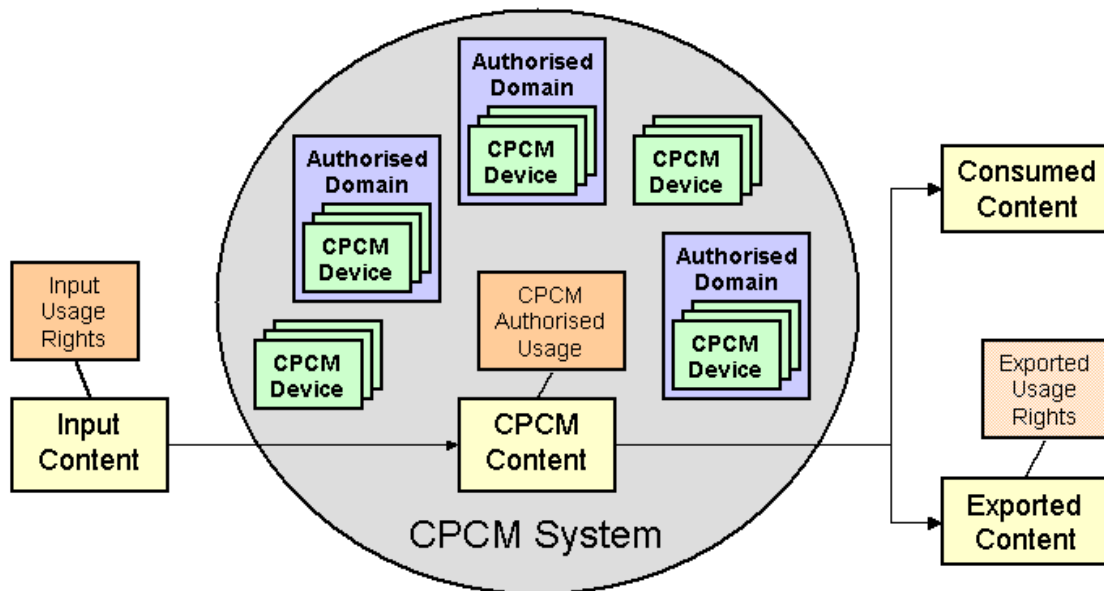 Authorised
Domain
CPCM
Device
Authorised
Domain
CPCM
Device
CPCM
Device
Authorised
Domain
CPCM
Device
CPCM
Device
Input
Usage
Rights
Input
Content
CPCM
Authorised
Usage
CPCM
Content
CPCM System
Consumed
Content
Exported
Usage
Rights
Exported
Content